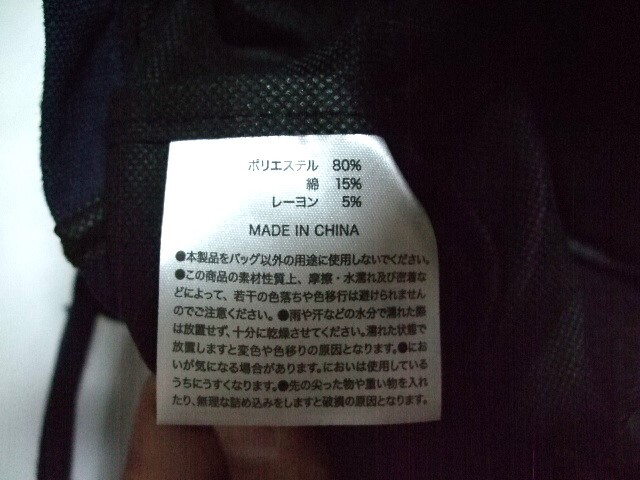 ポリエステル 80%
綿 15%
レーヨン 5%
MADE IN CHINA
●本製品をバッグ以外の用途に使用しないでください。
●この商品の素材性質上、摩擦・水濡れ及び密着な
どによって、若干の色落ちや色移行は避けられません
のでご注意ください。●雨や汗などの水分で濡れた際
は放置せず、十分に乾燥させてください。濡れた状態で
放置しますと変色や色移りの原因となります。●にお
いが気になる場合があります。においは使用している
うちにうすくなります。●先の尖った物や重い物を入れ
たり、無理な詰め込みをしますと破損の原因となります。